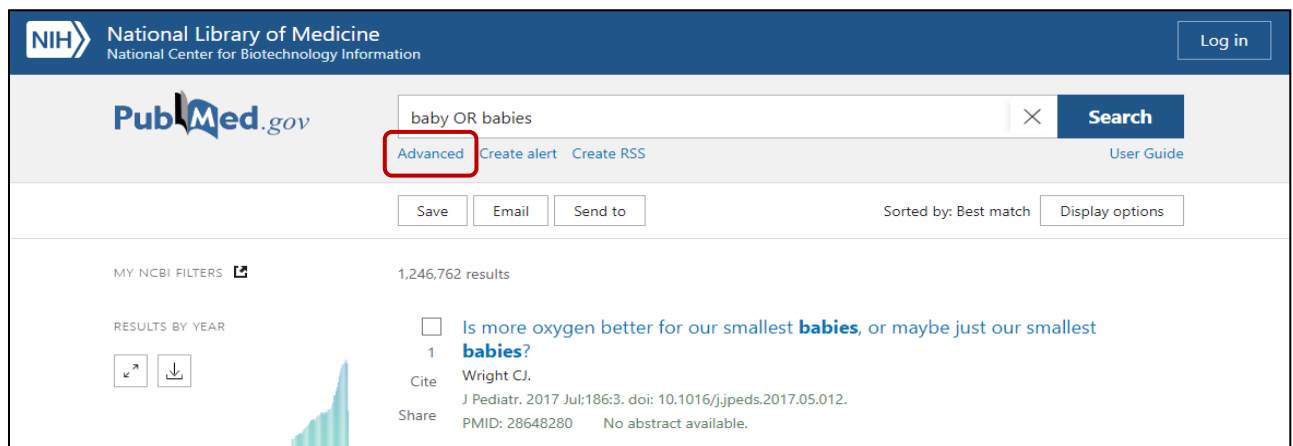 NIH
National Library of Medicine
National Center for Biotechnology Information
Log in
PubMed.gov
baby OR babies
Search
Advanced Create alert Create RSS
User Guide
Save Email Send to
Sorted by: Best match Display options
MY NCBI FILTERS
1,246,762 results
RESULTS BY YEAR
Is more oxygen better for our smallest babies, or maybe just our smallest
1 babies?
Cite Wright CJ.
J Pediatr. 2017 Jul;186:3. doi: 10.1016/j.jpeds.2017.05.012.
Share PMID: 28648280 No abstract available.